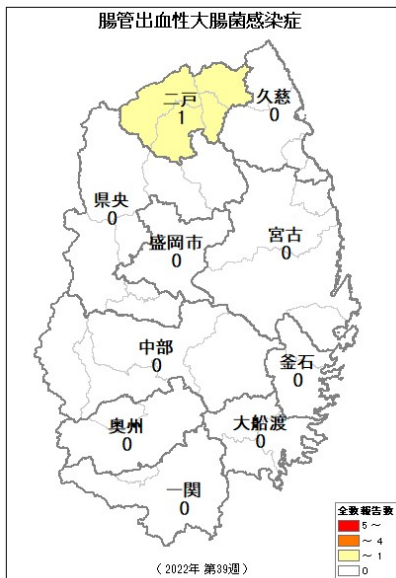 腸管出血性大腸菌感染症
二戸
1
久慈
0
県央
0
盛岡市
0
宮古
0
中部
0
釜石
0
奥州
0
大船渡
0
一関
0
全数報告数
5 ~
~ 4
~ 1
0
(2022年 第39週)